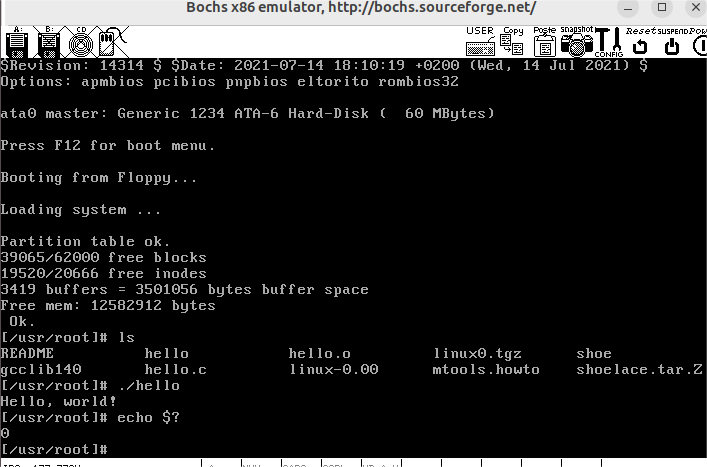 Bochs x86 emulator, http://bochs.sourceforge.net/
A: B: CD USER Copy Paste snapshot CONFIG Reset SUSPEND
$Revision: 14314 $ $Date: 2021-07-14 18:10:19 +0200 (Wed, 14 Jul 2021) $
Options: apmbios pcibios pnpbios eltorito rombios32
ata0 master: Generic 1234 ATA-6 Hard-Disk (  60 MBytes)
Press F12 for boot menu.
Booting from Floppy...
Loading system ...
Partition table ok.
39065/62000 free blocks
19520/20666 free inodes
3419 buffers = 3501056 bytes buffer space
Free mem: 12582912 bytes
 Ok.
[/usr/root]# ls
README          hello           hello.o         linux0.tgz      shoe
gcclib140       hello.c         linux-0.00      mtools.howto    shoelace.tar.Z
[/usr/root]# ./hello
Hello, world!
[/usr/root]# echo $?
0
[/usr/root]#